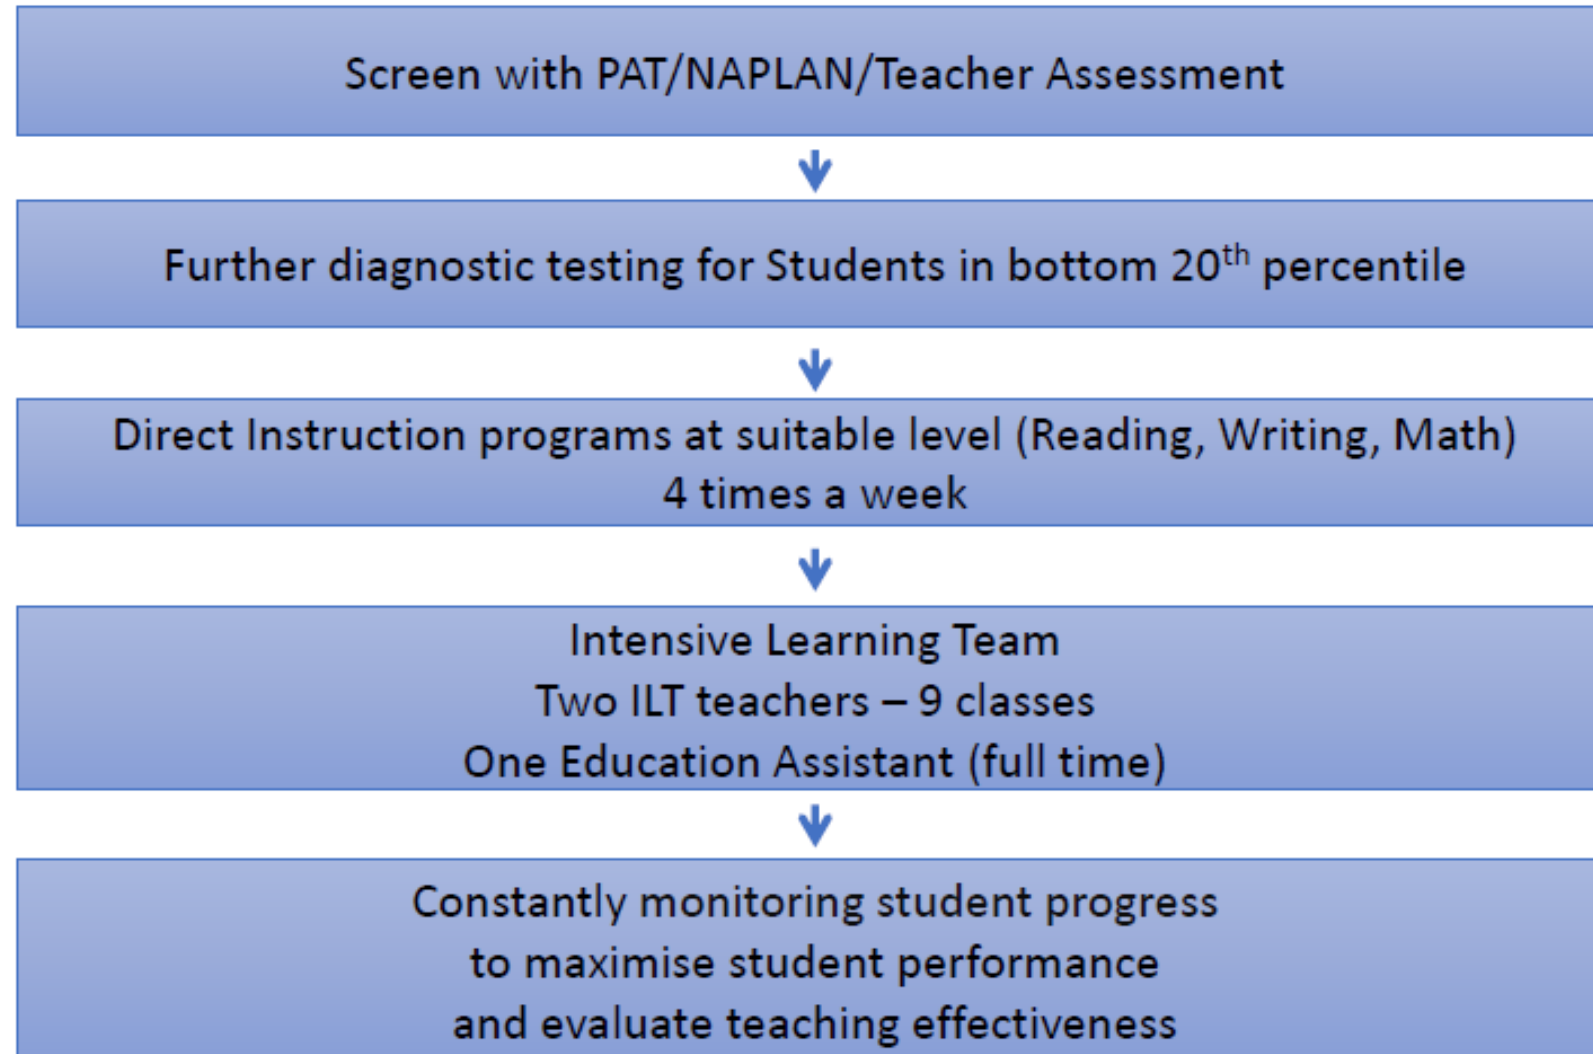 Screen with PAT/NAPLAN/Teacher Assessment
Further diagnostic testing for Students in bottom 20th percentile
Direct Instruction programs at suitable level (Reading, Writing, Math)
4 times a week
Intensive Learning Team
Two ILT teachers – 9 classes
One Education Assistant (full time)
Constantly monitoring student progress
to maximise student performance
and evaluate teaching effectiveness